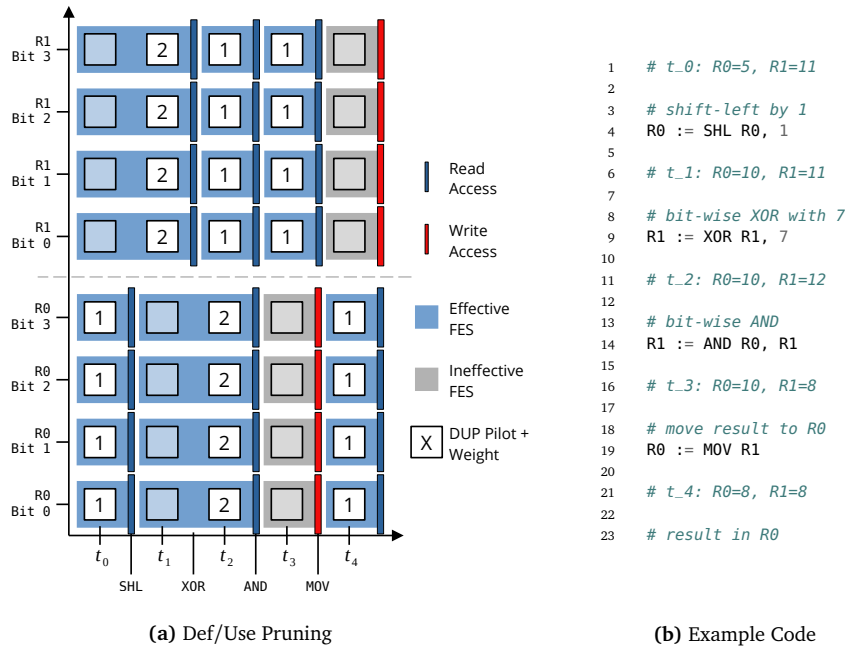 R1
Bit 3
2
1
1
R1
Bit 2
2
1
1
R1
Bit 1
2
1
1
R1
Bit 0
2
1
1
R0
Bit 3
1
2
1
R0
Bit 2
1
2
1
R0
Bit 1
1
2
1
R0
Bit 0
1
2
1
t0
t1
t2
t3
t4
SHL
XOR
AND
MOV
Read
Access
Write
Access
Effective
FES
Ineffective
FES
X
DUP Pilot +
Weight
(a) Def/Use Pruning
1 # t_0: R0=5, R1=11
2
3 # shift-left by 1
4 R0 := SHL R0, 1
5
6 # t_1: R0=10, R1=11
7
8 # bit-wise XOR with 7
9 R1 := XOR R1, 7
10
11 # t_2: R0=10, R1=12
12
13 # bit-wise AND
14 R1 := AND R0, R1
15
16 # t_3: R0=10, R1=8
17
18 # move result to R0
19 R0 := MOV R1
20
21 # t_4: R0=8, R1=8
22
23 # result in R0
(b) Example Code